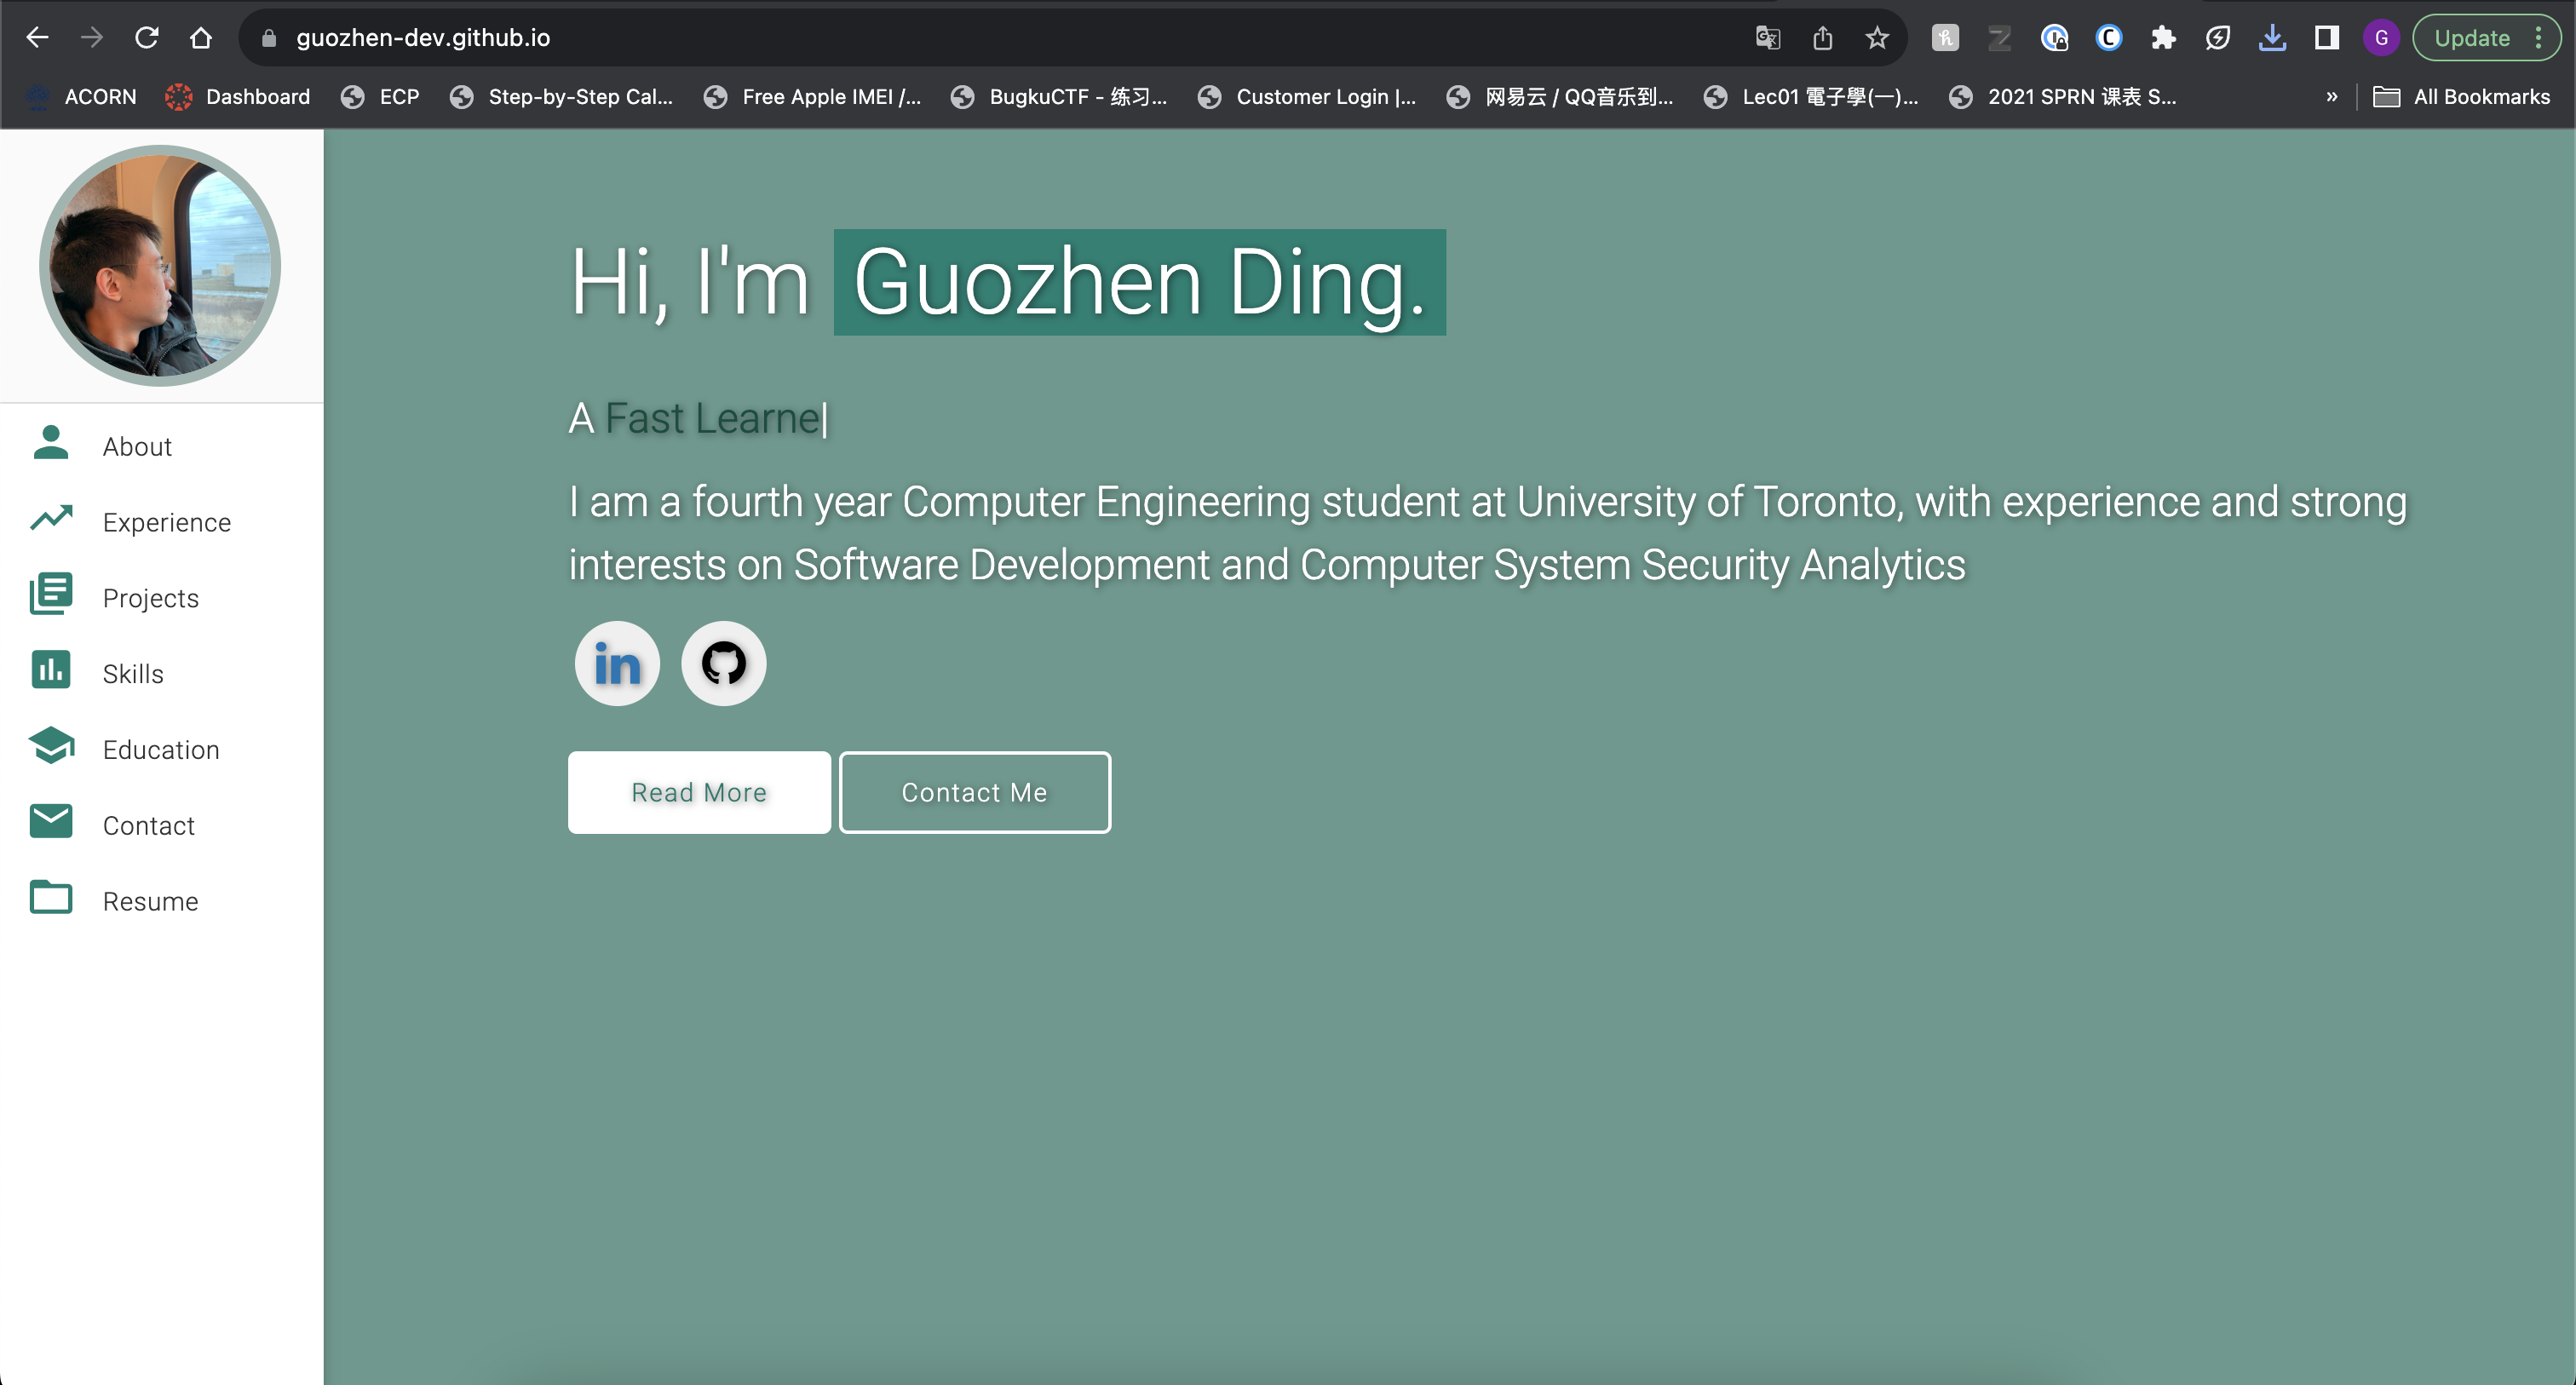 guozhen-dev.github.io
G
Update
ACORN
Dashboard
ECP
Step-by-Step Cal...
Free Apple IMEI /...
BugkuCTF - 练习...
Customer Login |...
网易云 / QQ音乐到...
Lec01 電子學(一)...
2021 SPRN 课表 S...
»
All Bookmarks
About
Experience
Projects
Skills
Education
Contact
Resume
Hi, I'm Guozhen Ding.
A Fast Learne|
I am a fourth year Computer Engineering student at University of Toronto, with experience and strong
interests on Software Development and Computer System Security Analytics
in
Read More
Contact Me